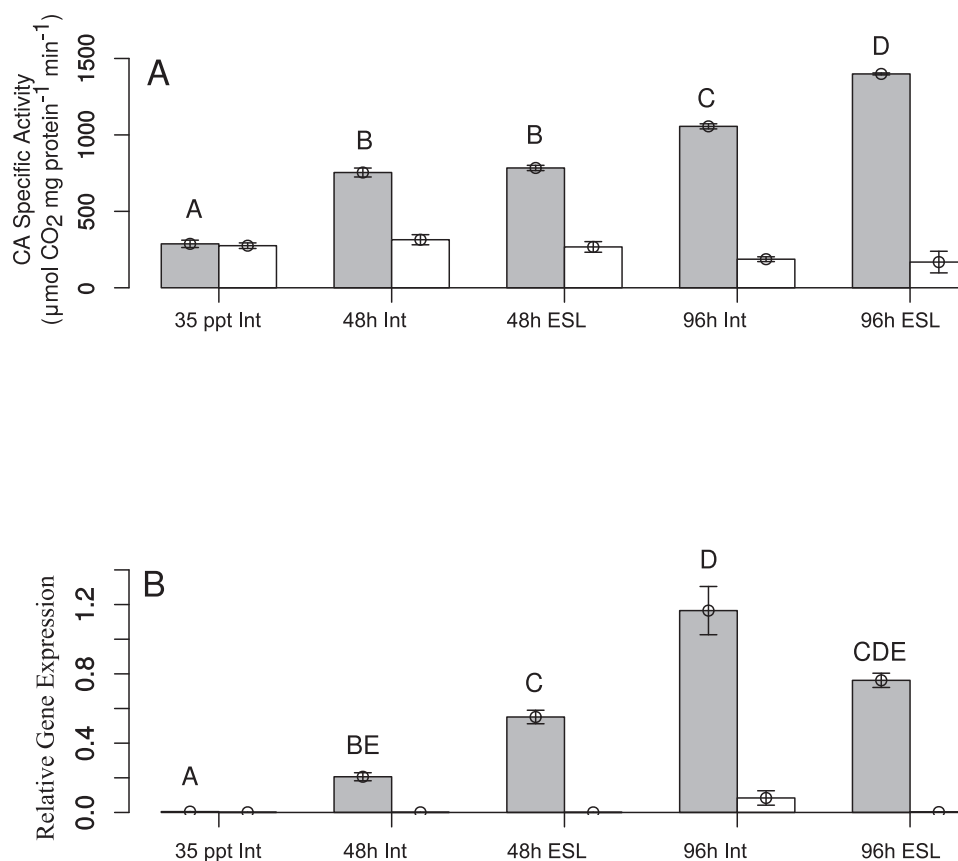 A
CA Specific Activity
(µmol CO2 mg protein-1 min-1)
0 500 1000 1500
A B B C D
35 ppt Int 48h Int 48h ESL 96h Int 96h ESL
B
Relative Gene Expression
0.0 0.4 0.8 1.2
A BE C D CDE
35 ppt Int 48h Int 48h ESL 96h Int 96h ESL